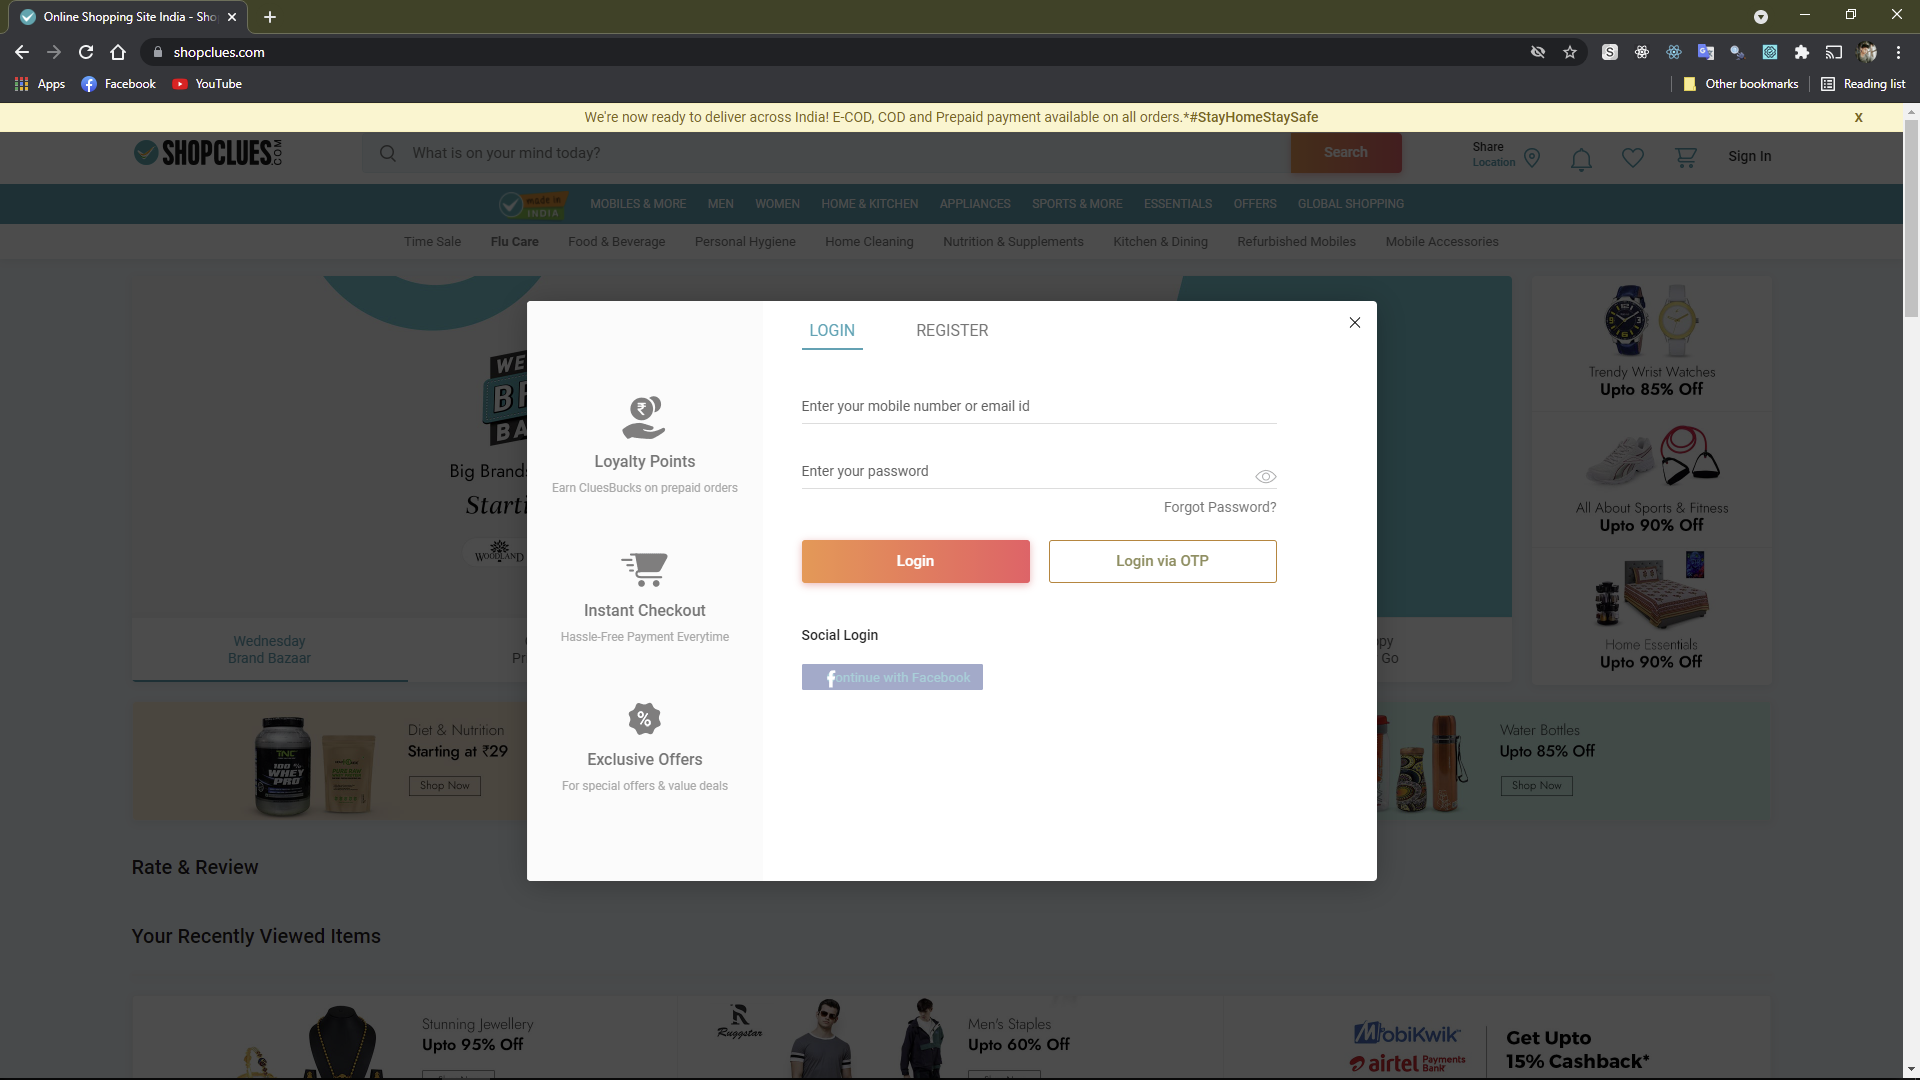 Online Shopping Site India - Sho
shopclues.com
Apps
Facebook
YouTube
Other bookmarks
Reading list
We're now ready to deliver across India! E-COD, COD and Prepaid payment available on all orders.*#StayHomeStaySafe
X
SHOPCLUES.COM
What is on your mind today?
Search
Share
Location
Sign In
made in
INDIA
MOBILES & MORE
MEN
WOMEN
HOME & KITCHEN
APPLIANCES
SPORTS & MORE
ESSENTIALS
OFFERS
GLOBAL SHOPPING
Time Sale
Flu Care
Food & Beverage
Personal Hygiene
Home Cleaning
Nutrition & Supplements
Kitchen & Dining
Refurbished Mobiles
Mobile Accessories
WE
BR
BA
Big Brands
Starti
WOODLAND
Wednesday
Brand Bazaar
Pr
ppy
Go
LOGIN
REGISTER
Loyalty Points
Earn CluesBucks on prepaid orders
Instant Checkout
Hassle-Free Payment Everytime
Exclusive Offers
For special offers & value deals
Enter your mobile number or email id
Enter your password
Forgot Password?
Login
Login via OTP
Social Login
ontinue with Facebook
Trendy Wrist Watches
Upto 85% Off
All About Sports & Fitness
Upto 90% Off
Home Essentials
Upto 90% Off
TNC
100 %
WHEY
PRO
Diet & Nutrition
Starting at ₹29
Shop Now
Water Bottles
Upto 85% Off
Shop Now
Rate & Review
Your Recently Viewed Items
Stunning Jewellery
Upto 95% Off
Ruggstar
Men's Staples
Upto 60% Off
MobiKwik
airtel Payments Bank
Get Upto
15% Cashback*